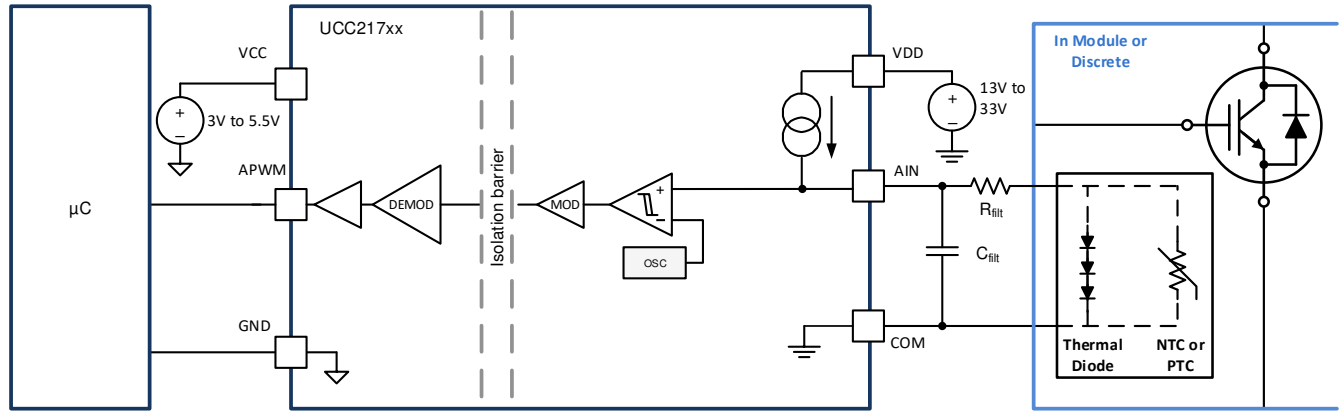 UCC217xx
In Module or
Discrete
VCC
VDD
+
−
3V to 5.5V
+
−
13V to
33V
APWM
AIN
µC
DEMOD
Isolation barrier
MOD
+
−
OSC
Rfilt
Cfilt
GND
COM
Thermal
Diode
NTC or
PTC